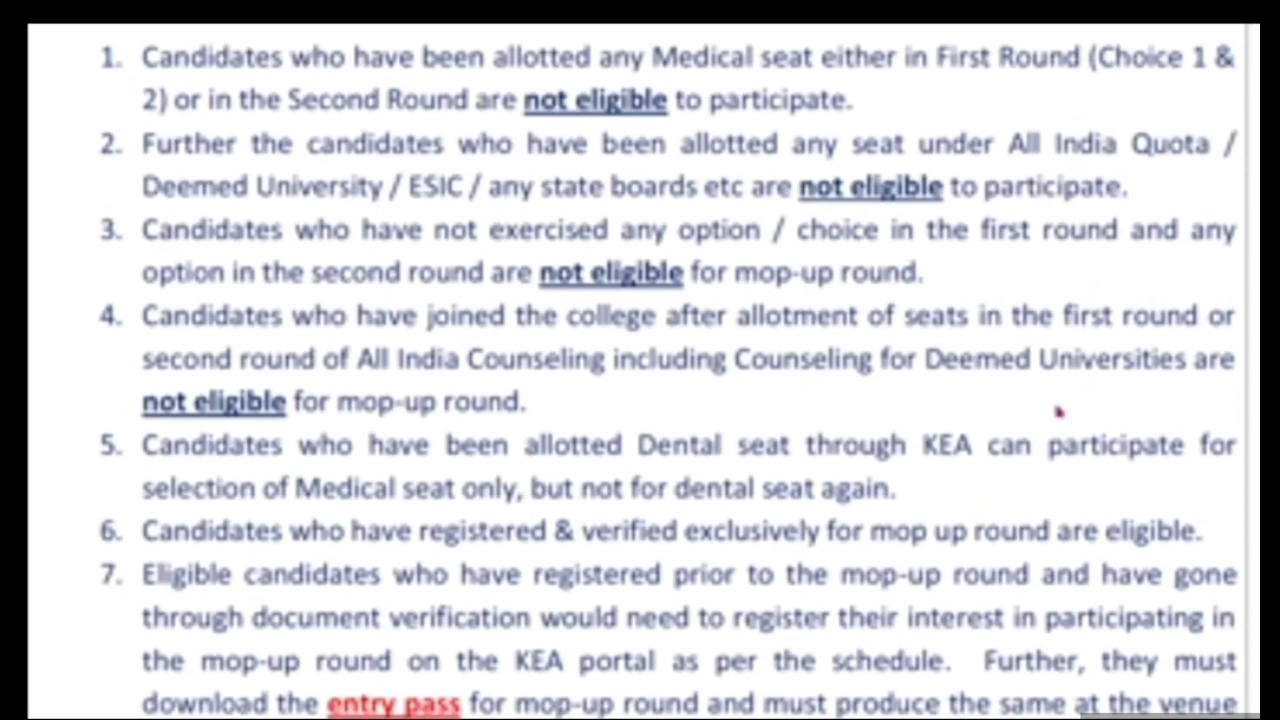 1. Candidates who have been allotted any Medical seat either in First Round (Choice 1 &
2) or in the Second Round are not eligible to participate.
2. Further the candidates who have been allotted any seat under All India Quota /
Deemed University / ESIC / any state boards etc are not eligible to participate.
3. Candidates who have not exercised any option / choice in the first round and any
option in the second round are not eligible for mop-up round.
4. Candidates who have joined the college after allotment of seats in the first round or
second round of All India Counseling including Counseling for Deemed Universities are
not eligible for mop-up round.
5. Candidates who have been allotted Dental seat through KEA can participate for
selection of Medical seat only, but not for dental seat again.
6. Candidates who have registered & verified exclusively for mop up round are eligible.
7. Eligible candidates who have registered prior to the mop-up round and have gone
through document verification would need to register their interest in participating in
the mop-up round on the KEA portal as per the schedule. Further, they must
download the entry pass for mop-up round and must produce the same at the venue